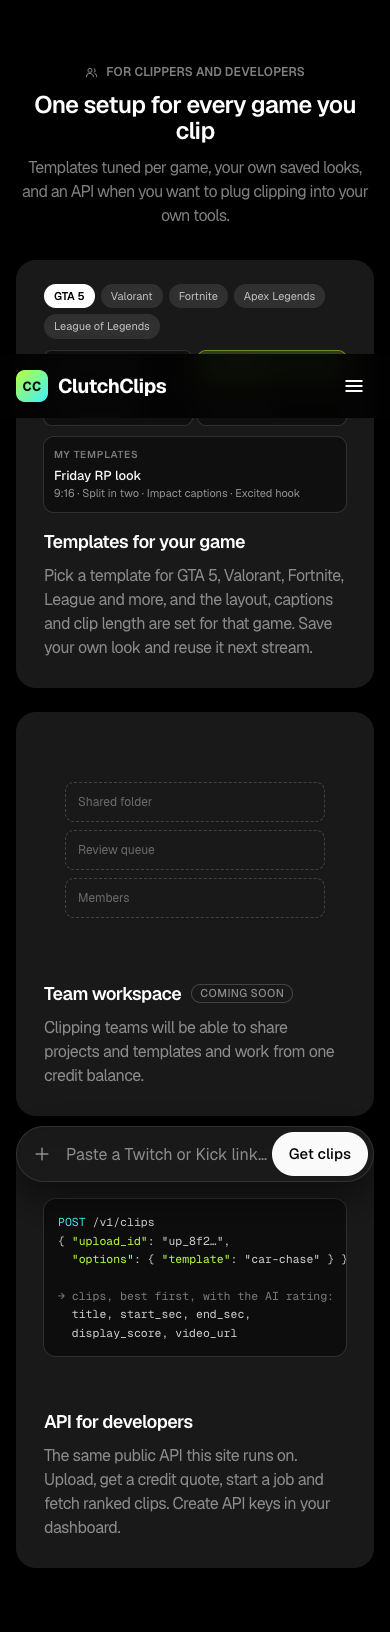 FOR CLIPPERS AND DEVELOPERS
One setup for every game you
clip
Templates tuned per game, your own saved looks,
and an API when you want to plug clipping into your
own tools.
GTA 5
Valorant
Fortnite
Apex Legends
League of Legends
CC
ClutchClips
MY TEMPLATES
Friday RP look
9:16 · Split in two · Impact captions · Excited hook
Templates for your game
Pick a template for GTA 5, Valorant, Fortnite,
League and more, and the layout, captions
and clip length are set for that game. Save
your own look and reuse it next stream.
Shared folder
Review queue
Members
Team workspace
COMING SOON
Clipping teams will be able to share
projects and templates and work from one
credit balance.
Paste a Twitch or Kick link...
Get clips
POST /v1/clips
{ "upload_id": "up_8f2…",
"options": { "template": "car-chase" } }
→ clips, best first, with the AI rating:
title, start_sec, end_sec,
display_score, video_url
API for developers
The same public API this site runs on.
Upload, get a credit quote, start a job and
fetch ranked clips. Create API keys in your
dashboard.